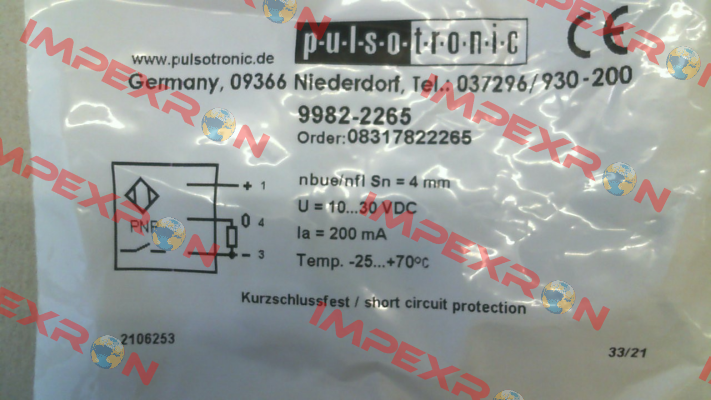 p·u·l·s·o·t·r·o·n·i·c
CE
www.pulsotronic.de
Germany, 09366 Niederdorf, Tel.: 037296/930-200
9982-2265
Order:08317822265
+ 1
PNP
0 4
- 3
nbue/nfl Sn = 4 mm
U = 10...30 VDC
Ia = 200 mA
Temp. -25...+70°C
Kurzschlussfest / short circuit protection
2106253
33/21
IMPEXRON
IMPEXRON
IMPEXRON
IMPEXRON
IMPEXRON
IMPEXRON
IMPEXRON